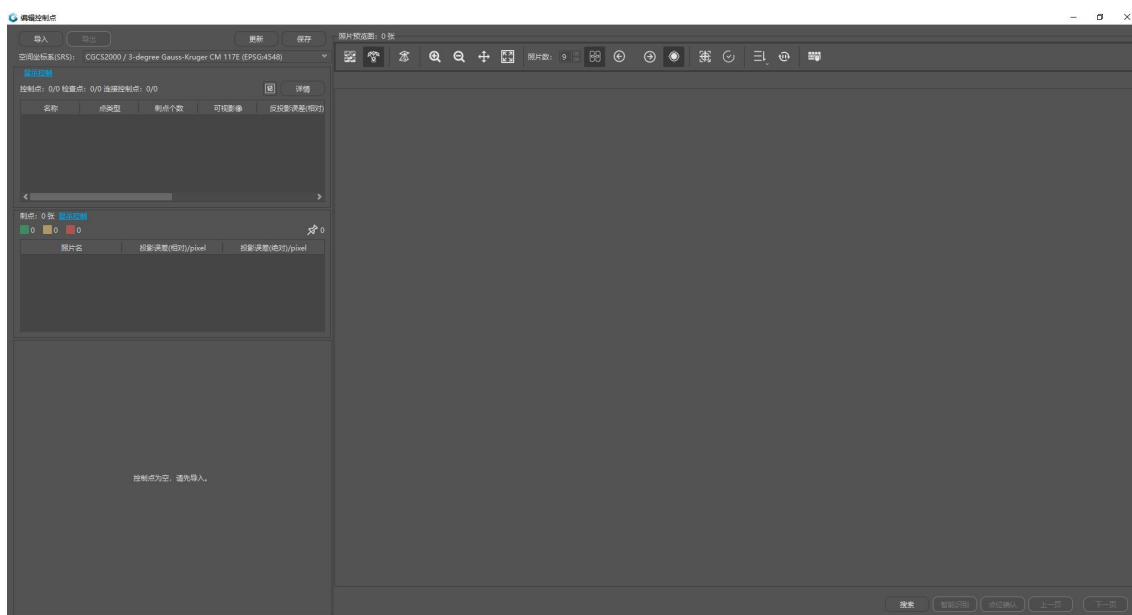 编辑控制点
导入 导出 更新 保存
空间坐标系(SRS): CGCS2000 / 3-degree Gauss-Kruger CM 117E (EPSG:4548)
显示控制
控制点: 0/0 检查点: 0/0 连接控制点: 0/0 详情
名称 点类型 刺点个数 可视影像 反投影误差(相对)
刺点: 0 张 显示控制
0 0 0 0
照片名 投影误差(相对)/pixel 投影误差(绝对)/pixel
控制点为空，请先导入。
照片预览图: 0 张
照片数: 9
搜索 智能识别 点位确认 上一页 下一页